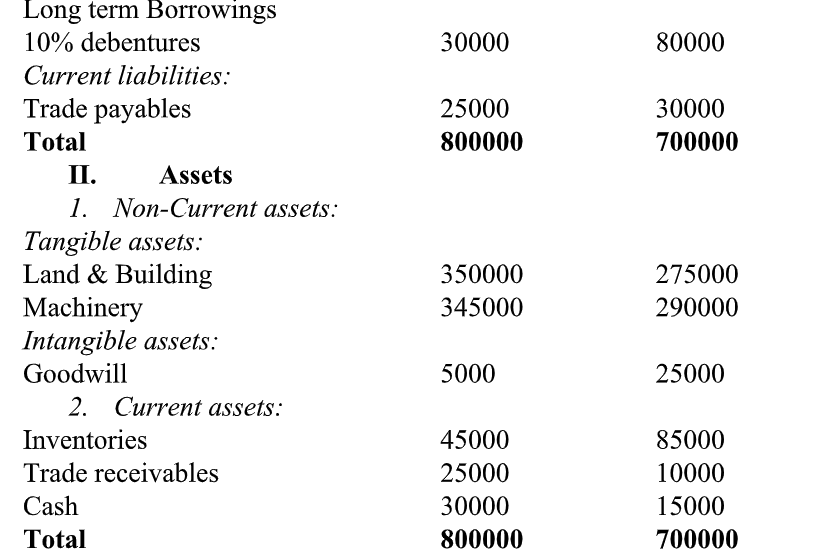 Long term Borrowings
10% debentures 30000 80000
Current liabilities:
Trade payables 25000 30000
Total 800000 700000
II. Assets
1. Non-Current assets:
Tangible assets:
Land & Building 350000 275000
Machinery 345000 290000
Intangible assets:
Goodwill 5000 25000
2. Current assets:
Inventories 45000 85000
Trade receivables 25000 10000
Cash 30000 15000
Total 800000 700000